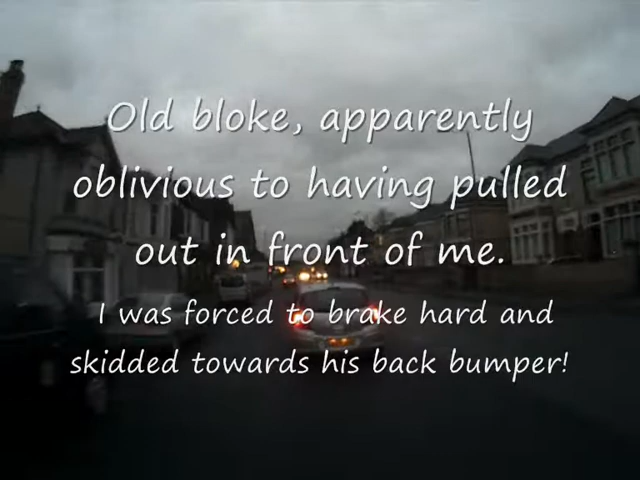 Old bloke, apparently
oblivious to having pulled
out in front of me.
I was forced to brake hard and
skidded towards his back bumper!